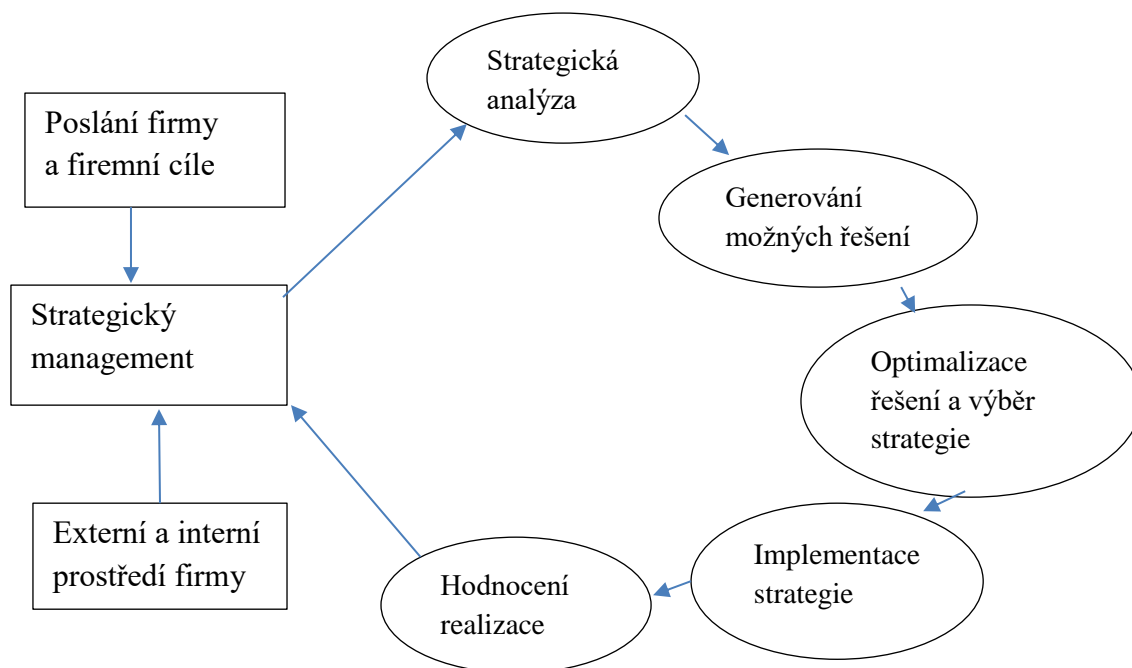 Strategická
analýza
Poslání firmy
a firemní cíle
Generování
možných řešení
Strategický
management
Optimalizace
řešení a výběr
strategie
Externí a interní
prostředí firmy
Implementace
strategie
Hodnocení
realizace